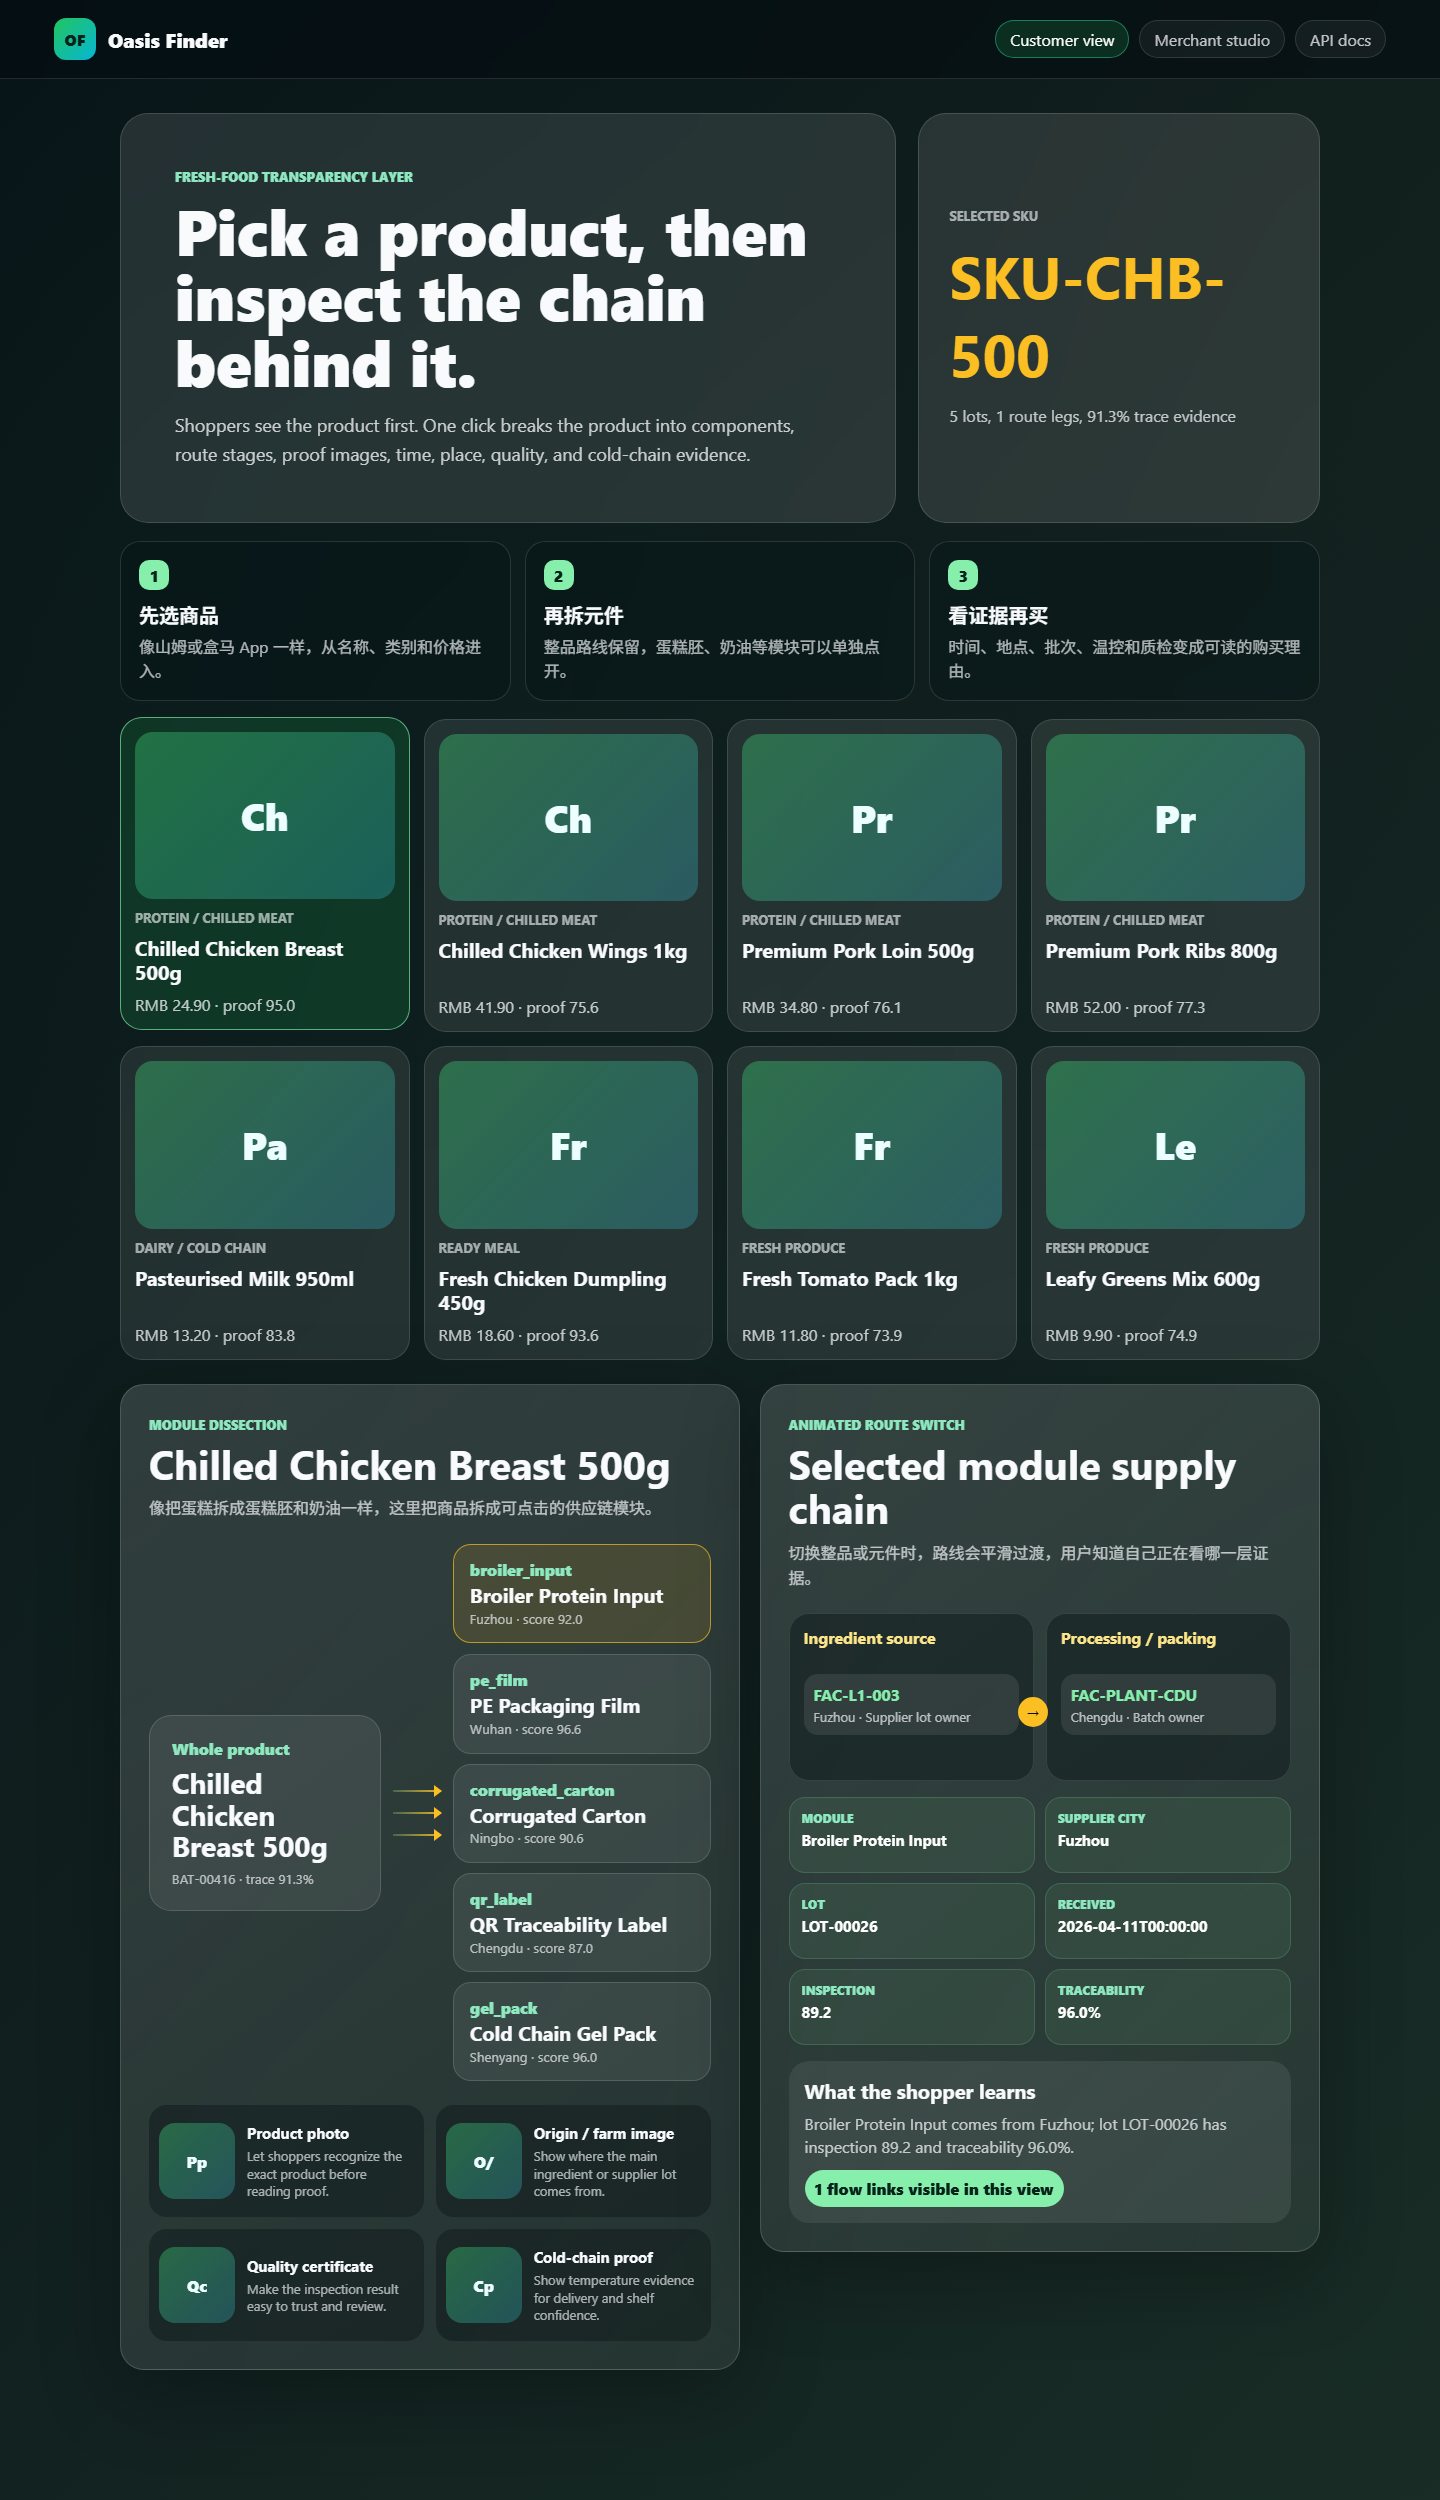 OF
Oasis Finder
Customer view
Merchant studio
API docs
FRESH-FOOD TRANSPARENCY LAYER
Pick a product, then
inspect the chain
behind it.
Shoppers see the product first. One click breaks the product into components,
route stages, proof images, time, place, quality, and cold-chain evidence.
SELECTED SKU
SKU-CHB-
500
5 lots, 1 route legs, 91.3% trace evidence
1
先选商品
像山姆或盒马 App 一样，从名称、类别和价格进
入。
2
再拆元件
整品路线保留，蛋糕胚、奶油等模块可以单独点
开。
3
看证据再买
时间、地点、批次、温控和质检变成可读的购买理
由。
Ch
PROTEIN / CHILLED MEAT
Chilled Chicken Breast
500g
RMB 24.90 · proof 95.0
Ch
PROTEIN / CHILLED MEAT
Chilled Chicken Wings 1kg
RMB 41.90 · proof 75.6
Pr
PROTEIN / CHILLED MEAT
Premium Pork Loin 500g
RMB 34.80 · proof 76.1
Pr
PROTEIN / CHILLED MEAT
Premium Pork Ribs 800g
RMB 52.00 · proof 77.3
Pa
DAIRY / COLD CHAIN
Pasteurised Milk 950ml
RMB 13.20 · proof 83.8
Fr
READY MEAL
Fresh Chicken Dumpling
450g
RMB 18.60 · proof 93.6
Fr
FRESH PRODUCE
Fresh Tomato Pack 1kg
RMB 11.80 · proof 73.9
Le
FRESH PRODUCE
Leafy Greens Mix 600g
RMB 9.90 · proof 74.9
MODULE DISSECTION
Chilled Chicken Breast 500g
像把蛋糕拆成蛋糕胚和奶油一样，这里把商品拆成可点击的供应链模块。
Whole product
Chilled
Chicken
Breast 500g
BAT-00416 · trace 91.3%
broiler_input
Broiler Protein Input
Fuzhou · score 92.0
pe_film
PE Packaging Film
Wuhan · score 96.6
corrugated_carton
Corrugated Carton
Ningbo · score 90.6
qr_label
QR Traceability Label
Chengdu · score 87.0
gel_pack
Cold Chain Gel Pack
Shenyang · score 96.0
Pp
Product photo
Let shoppers recognize the
exact product before
reading proof.
O/
Origin / farm image
Show where the main
ingredient or supplier lot
comes from.
Qc
Quality certificate
Make the inspection result
easy to trust and review.
Cp
Cold-chain proof
Show temperature evidence
for delivery and shelf
confidence.
ANIMATED ROUTE SWITCH
Selected module supply
chain
切换整品或元件时，路线会平滑过渡，用户知道自己正在看哪一层证
据。
Ingredient source
FAC-L1-003
Fuzhou · Supplier lot owner
→
Processing / packing
FAC-PLANT-CDU
Chengdu · Batch owner
MODULE
Broiler Protein Input
SUPPLIER CITY
Fuzhou
LOT
LOT-00026
RECEIVED
2026-04-11T00:00:00
INSPECTION
89.2
TRACEABILITY
96.0%
What the shopper learns
Broiler Protein Input comes from Fuzhou; lot LOT-00026 has
inspection 89.2 and traceability 96.0%.
1 flow links visible in this view